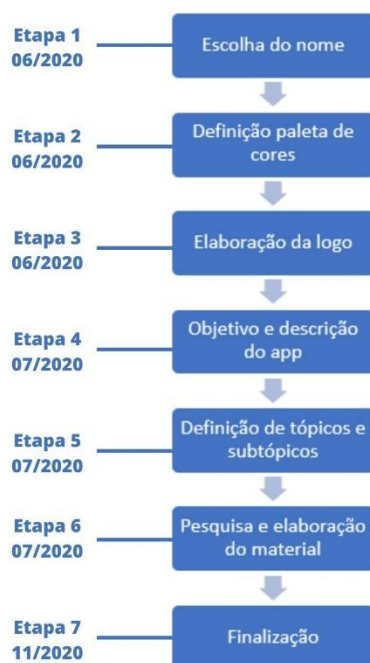 Etapa 1
06/2020
Escolha do nome
Etapa 2
06/2020
Definição paleta de
cores
Etapa 3
06/2020
Elaboração da logo
Etapa 4
07/2020
Objetivo e descrição
do app
Etapa 5
07/2020
Definição de tópicos e
subtópicos
Etapa 6
07/2020
Pesquisa e elaboração
do material
Etapa 7
11/2020
Finalização